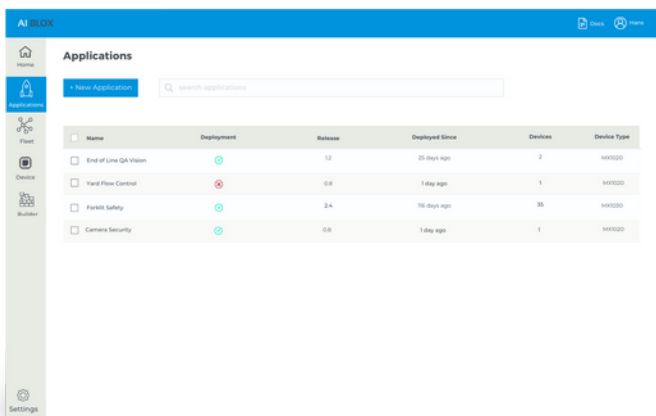 AI BLOX
Docs
Hans
Home
Applications
Fleet
Device
Builder
Settings
Applications
+ New Application
search applications
Name Deployment Release Deployed Since Devices Device Type
End of Line QA Vision 1.2 25 days ago 2 MX1020
Yard Flow Control 0.8 1 day ago 1 MX1020
Forklift Safety 2.4 116 days ago 35 MX1030
Camera Security 0.8 1 day ago 1 MX1020